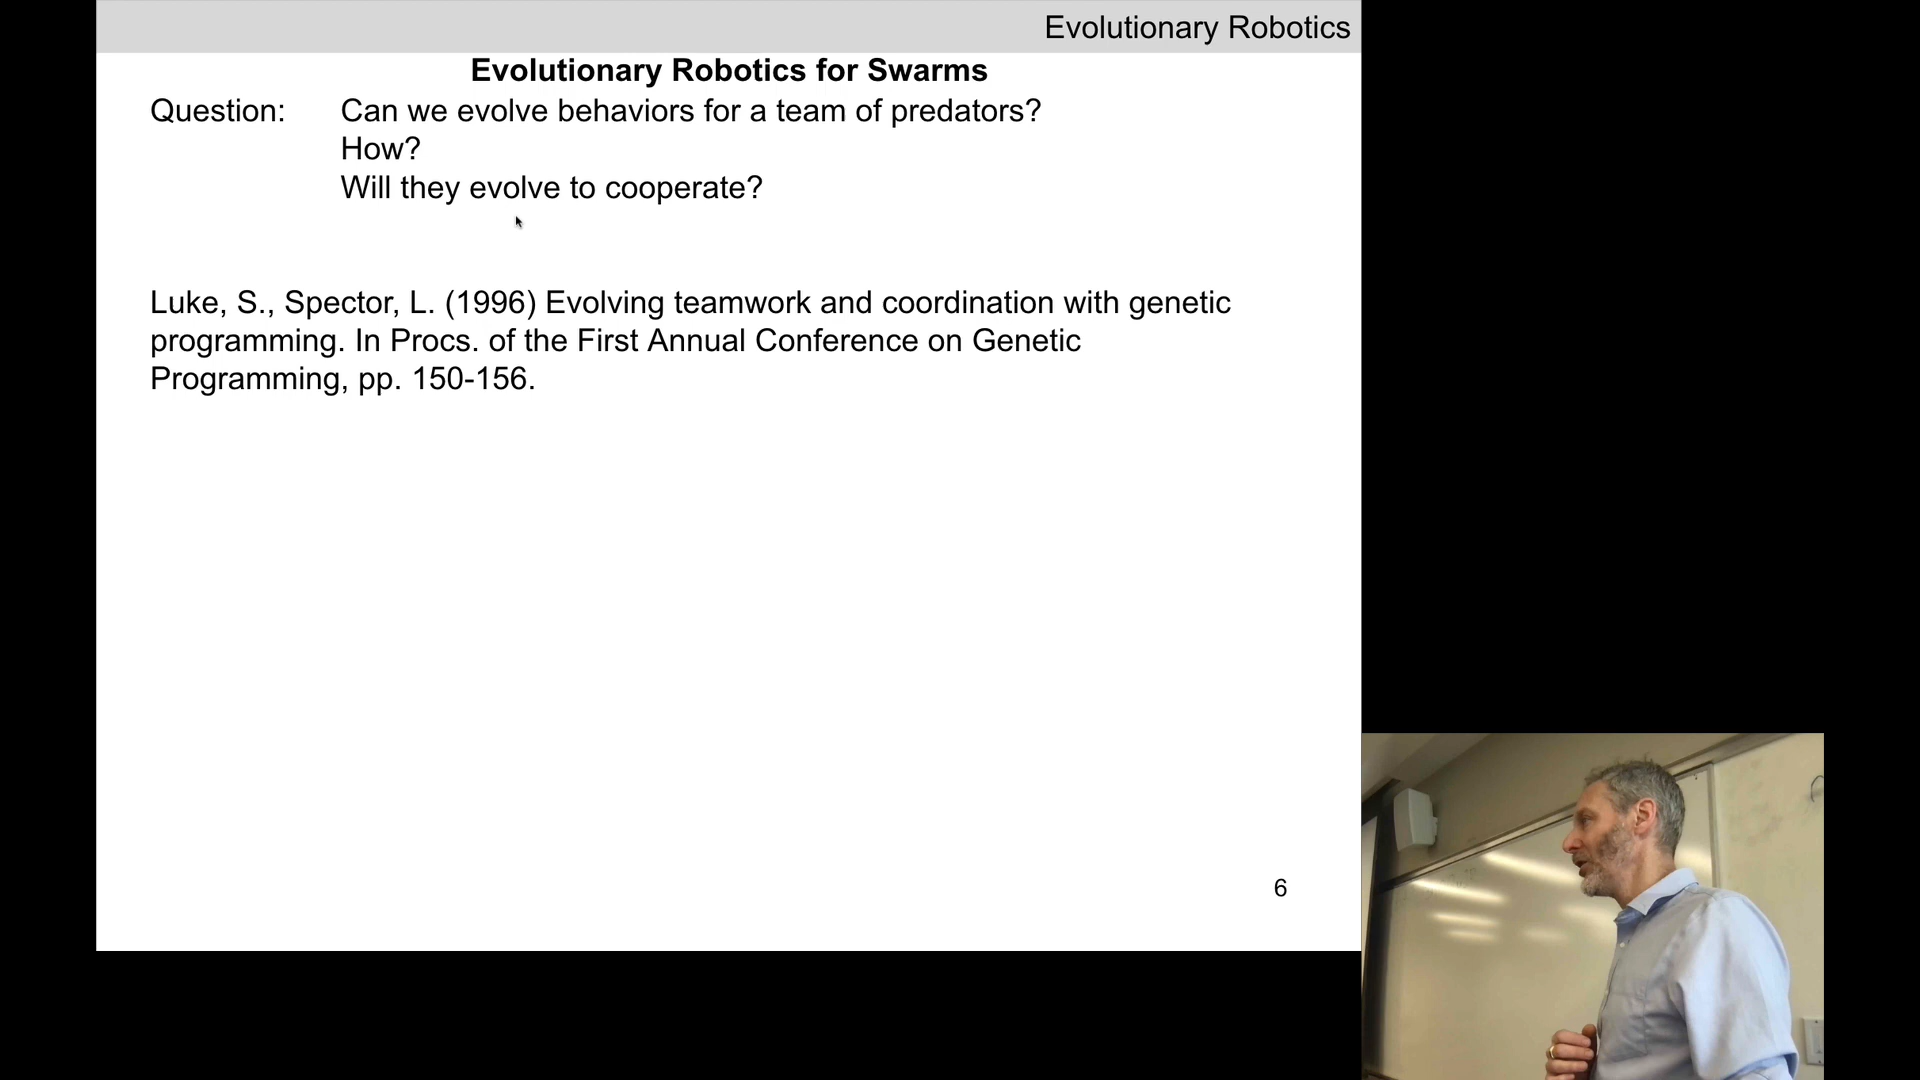 Evolutionary Robotics
Evolutionary Robotics for Swarms
Question: Can we evolve behaviors for a team of predators?
How?
Will they evolve to cooperate?
Luke, S., Spector, L. (1996) Evolving teamwork and coordination with genetic
programming. In Procs. of the First Annual Conference on Genetic
Programming, pp. 150-156.
6